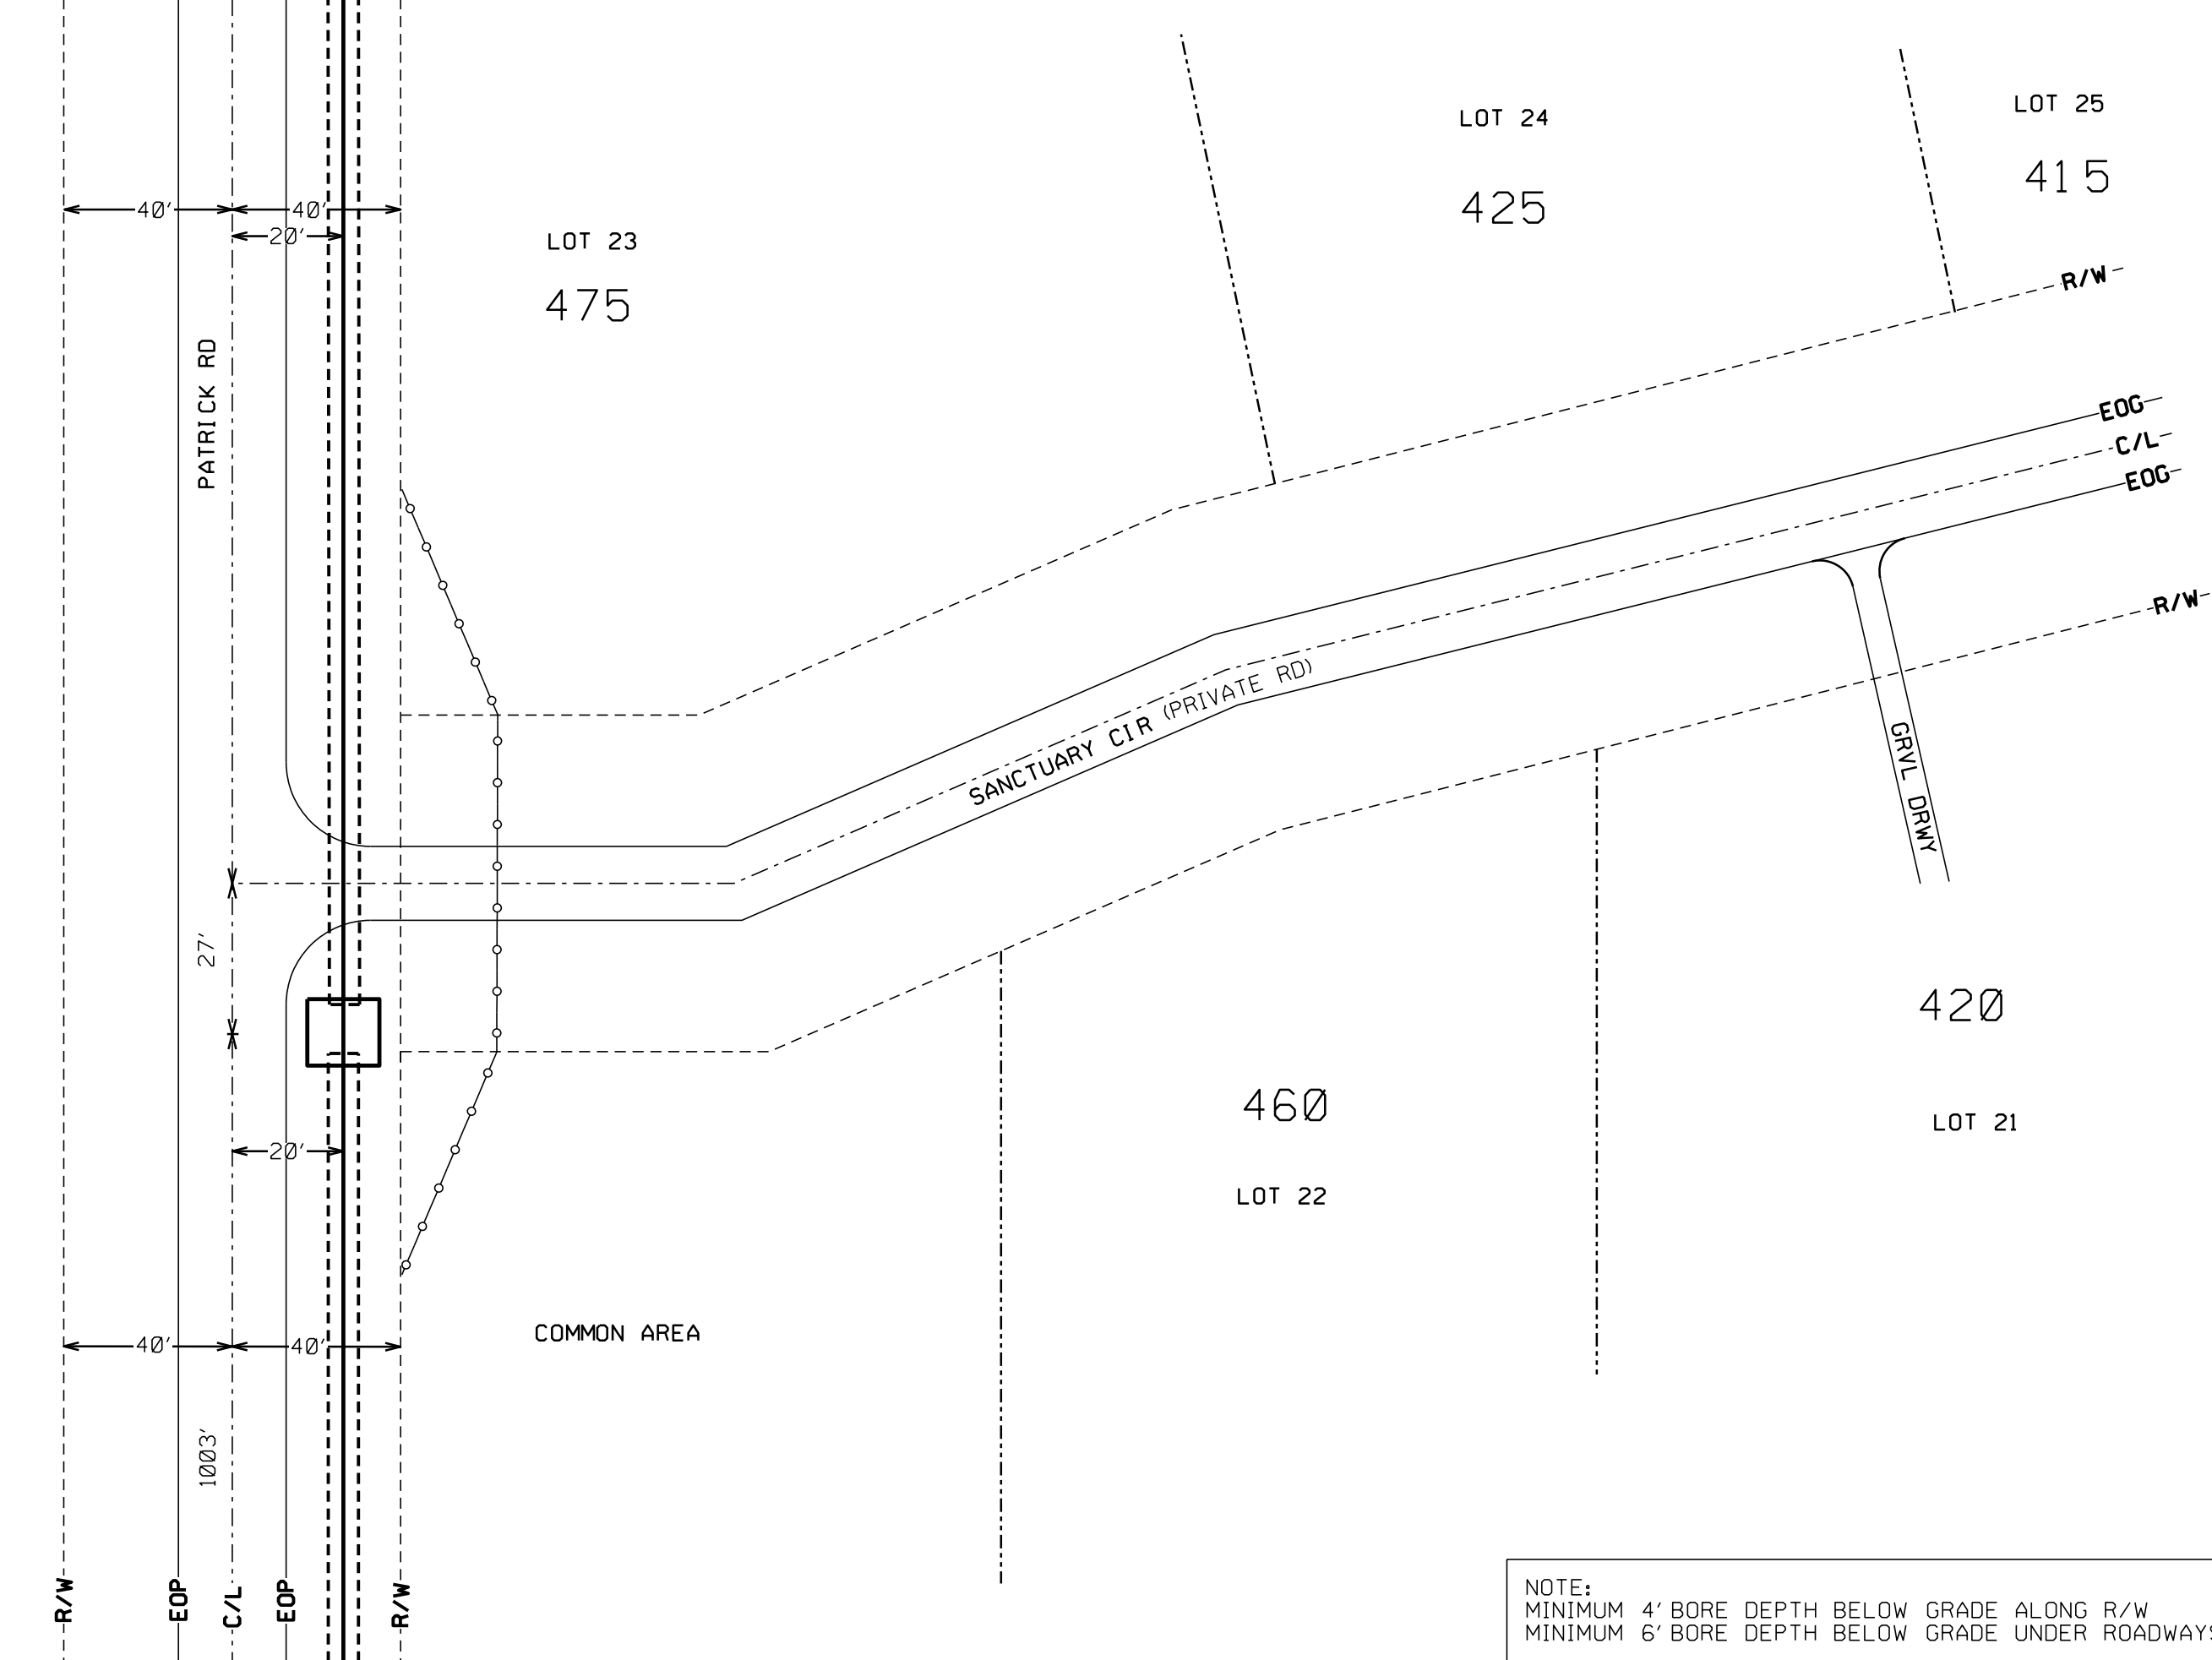 LOT 25
LOT 24
415
425
40'
40'
20'
LOT 23
R/W
475
PATRICK RD
EOG
C/L
EOG
R/W
SANCTUARY CIR (PRIVATE RD)
GRVL DRWY
27'
420
460
LOT 21
20'
LOT 22
COMMON AREA
40'
40'
1003'
R/W
EOP
C/L
EOP
R/W
NOTE:
MINIMUM 4' BORE DEPTH BELOW GRADE ALONG R/W
MINIMUM 6' BORE DEPTH BELOW GRADE UNDER ROADWAYS